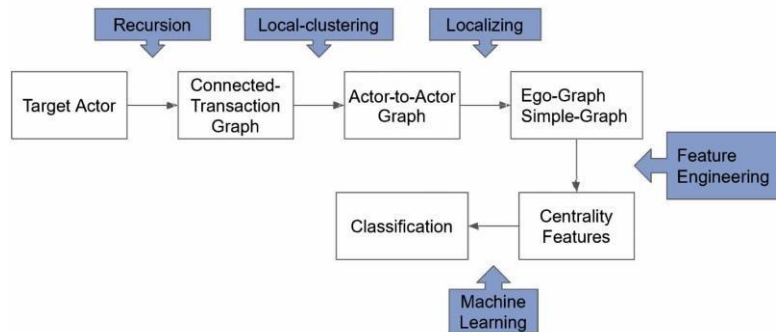 Recursion
Local-clustering
Localizing
Target Actor
Connected-
Transaction
Graph
Actor-to-Actor
Graph
Ego-Graph
Simple-Graph
Feature
Engineering
Classification
Centrality
Features
Machine
Learning